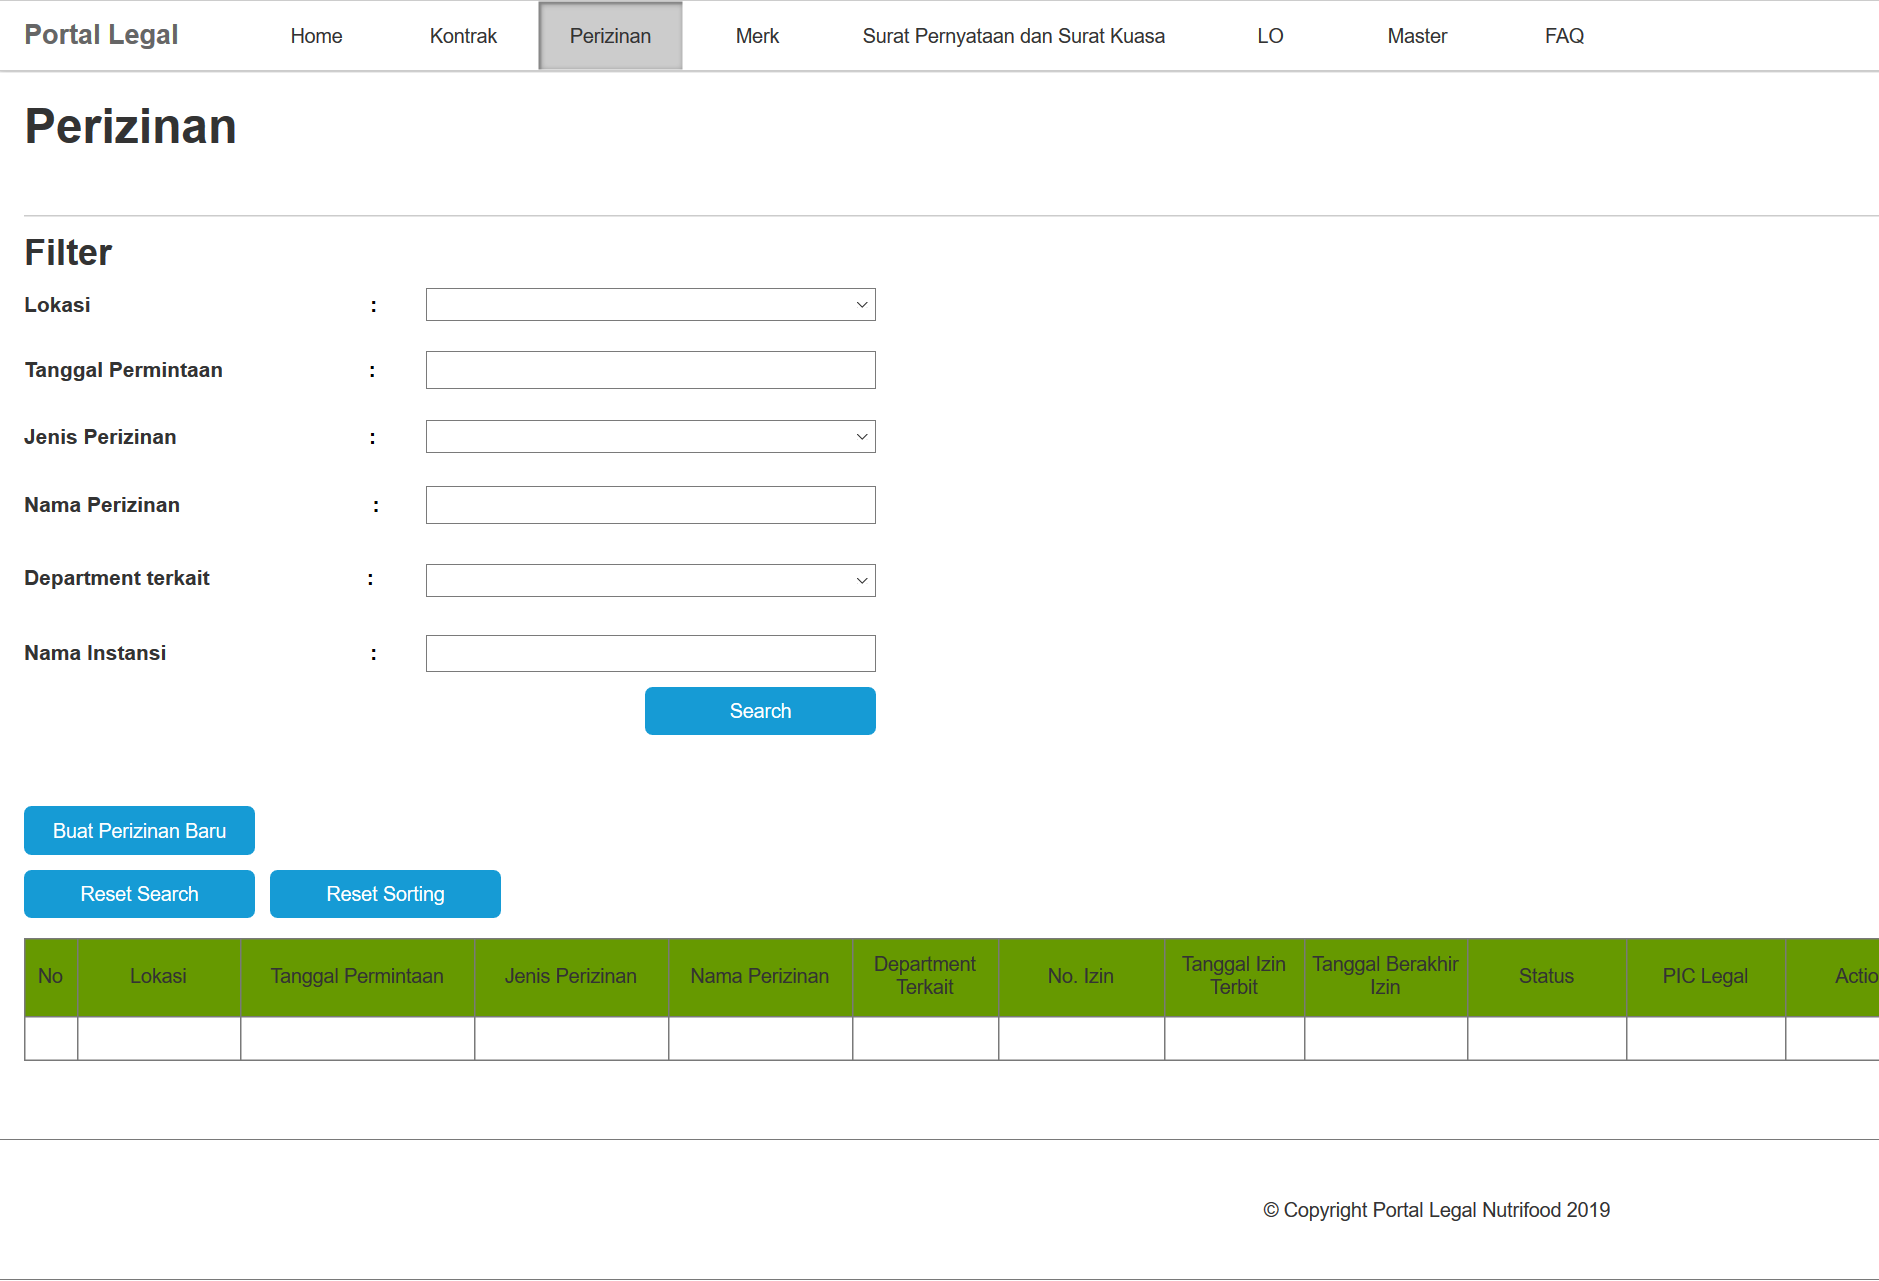 Portal Legal Home Kontrak Perizinan Merk Surat Pernyataan dan Surat Kuasa LO Master FAQ
Perizinan
Filter
Lokasi :
Tanggal Permintaan :
Jenis Perizinan :
Nama Perizinan :
Department terkait :
Nama Instansi :
Search
Buat Perizinan Baru
Reset Search Reset Sorting
No Lokasi Tanggal Permintaan Jenis Perizinan Nama Perizinan Department Terkait No. Izin Tanggal Izin Terbit Tanggal Berakhir Izin Status PIC Legal Actio
© Copyright Portal Legal Nutrifood 2019